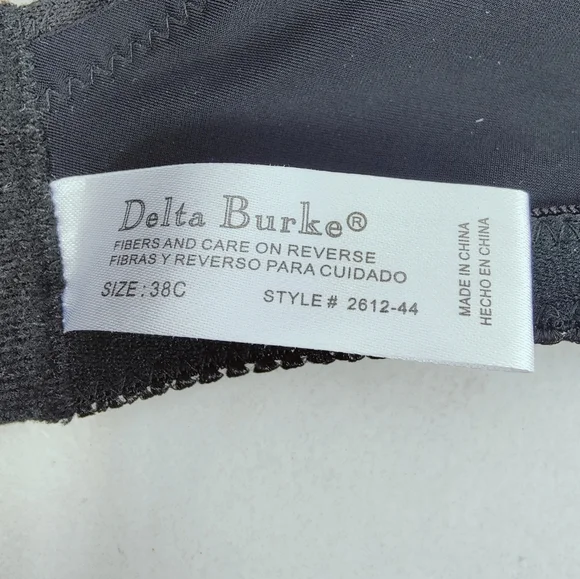 Delta Burke®
FIBERS AND CARE ON REVERSE
FIBRAS Y REVERSO PARA CUIDADO
SIZE: 38C STYLE# 2612-44
MADE IN CHINA
HECHO EN CHINA